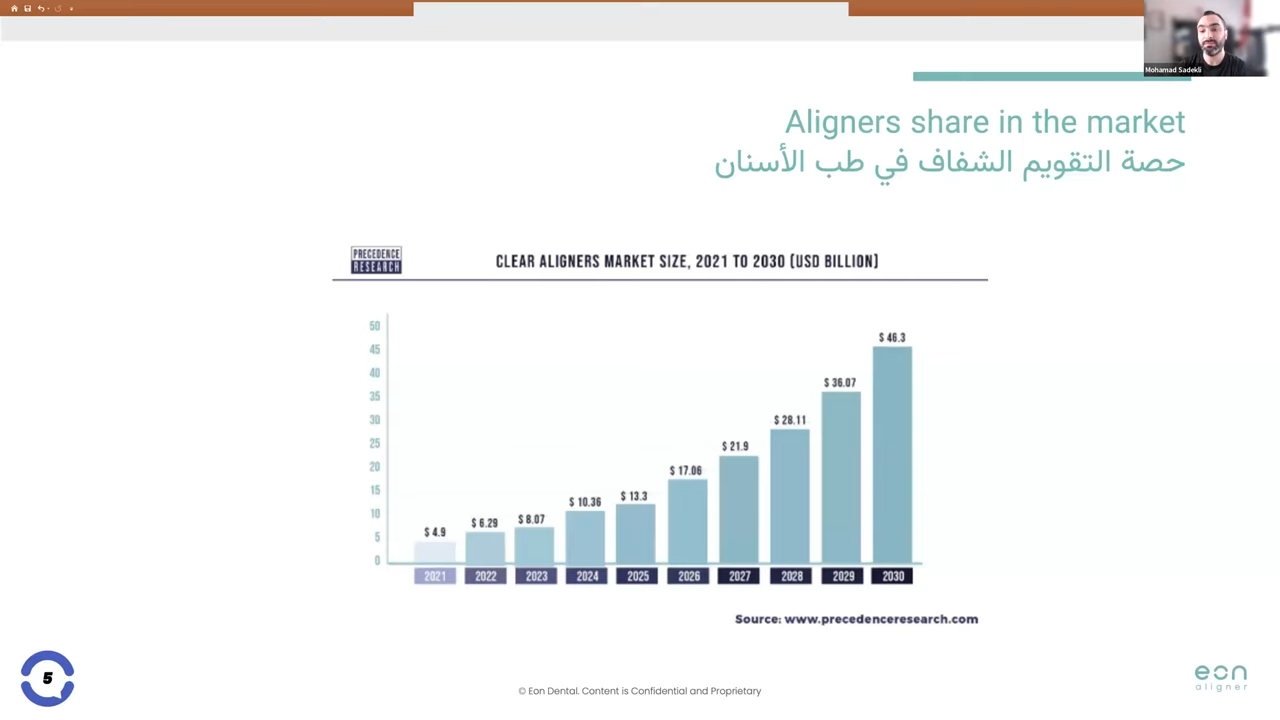 Mohamad Sadekli
Aligners share in the market
حصة التقويم الشفاف في طب الأسنان
PRECEDENCE
RESEARCH
CLEAR ALIGNERS MARKET SIZE, 2021 TO 2030 (USD BILLION)
50
45
40
35
30
25
20
15
10
5
0
$ 4.9
$ 6.29
$ 8.07
$ 10.36
$ 13.3
$ 17.06
$ 21.9
$ 28.11
$ 36.07
$ 46.3
2021 2022 2023 2024 2025 2026 2027 2028 2029 2030
Source: www.precedenceresearch.com
5
© Eon Dental. Content is Confidential and Proprietary
eon
aligner